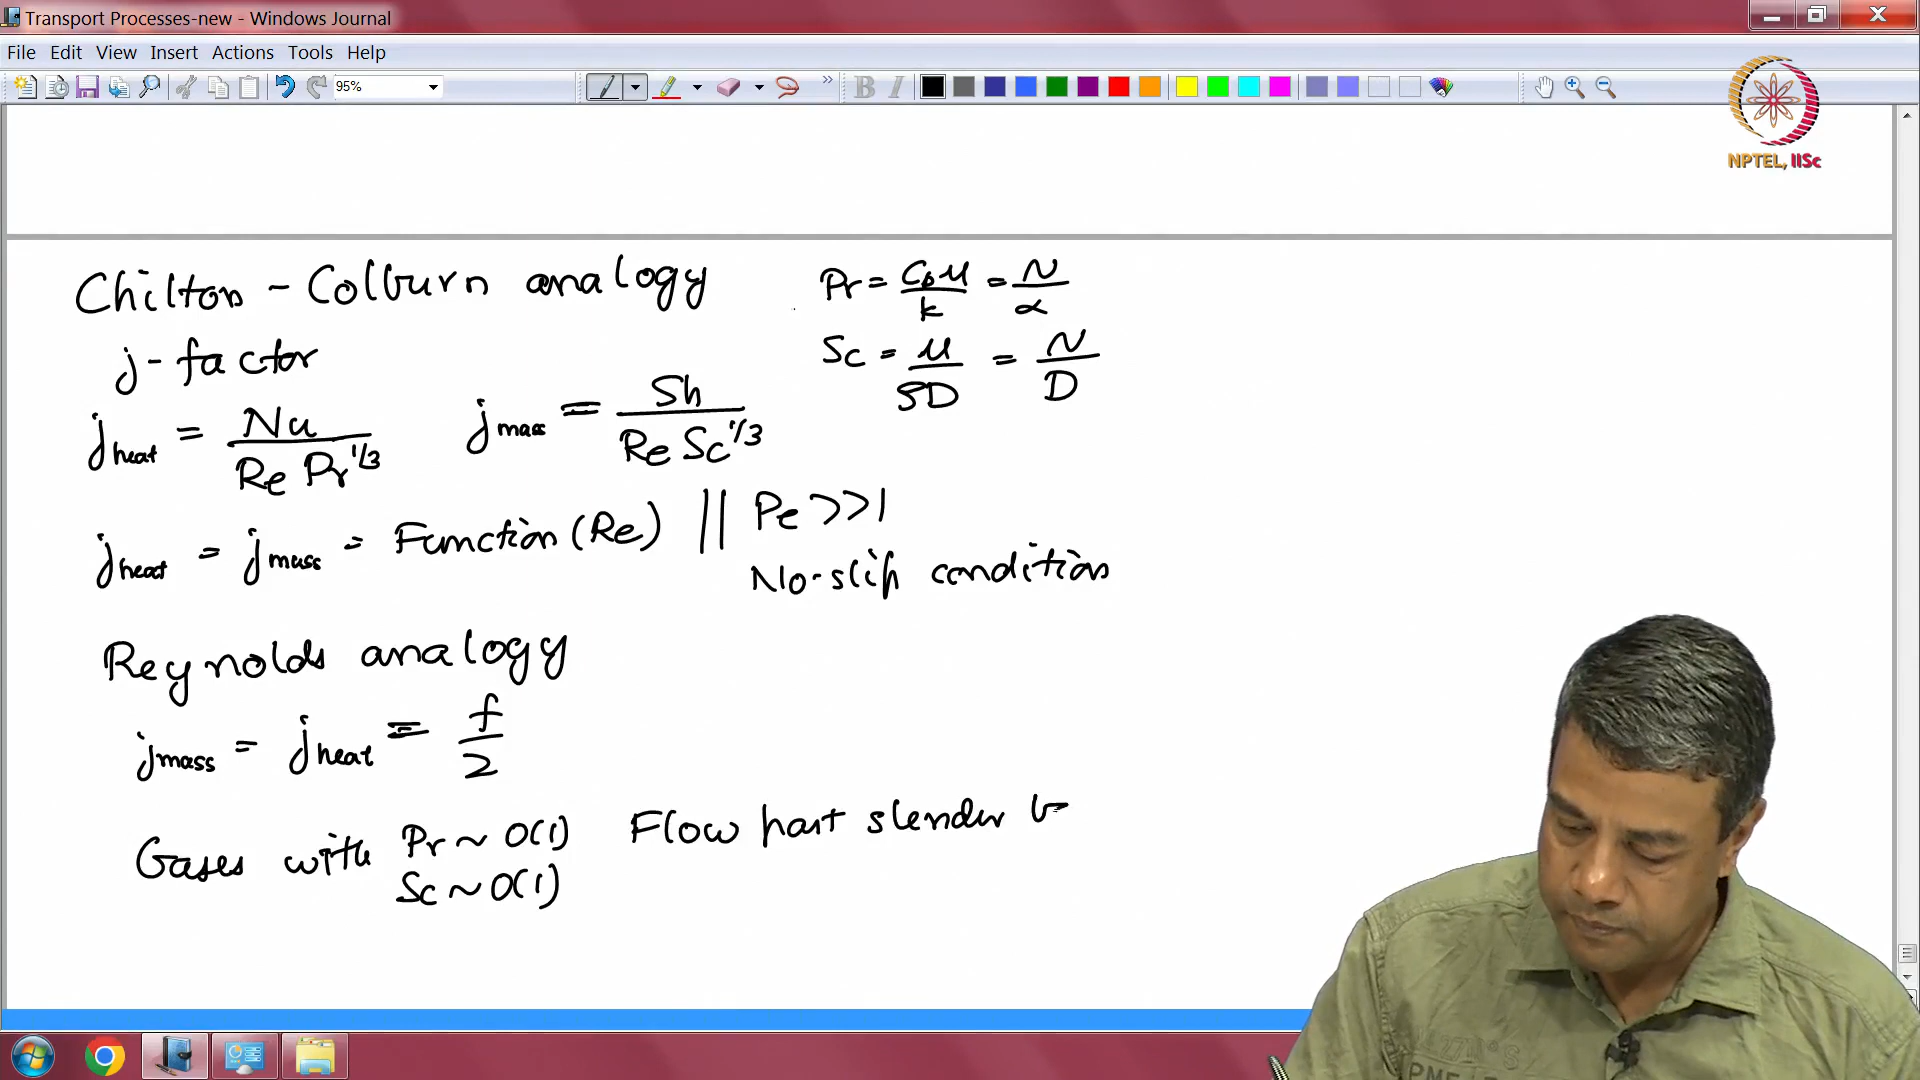 Transport Processes-new - Windows Journal
File Edit View Insert Actions Tools Help
95%
NPTEL, IISc
Chilton - Colburn analogy
Pr = Cpμ/k = ν/α
j-factor
Sc = μ/ρD = ν/D
j_heat = Nu/(Re Pr^1/3)
j_mass = Sh/(Re Sc^1/3)
j_heat = j_mass = Function (Re) || Pe >>1
No-slip condition
Reynolds analogy
j_mass = j_heat = f/2
Gases with Pr ~ O(1) Flow past slender b
Sc ~ O(1)